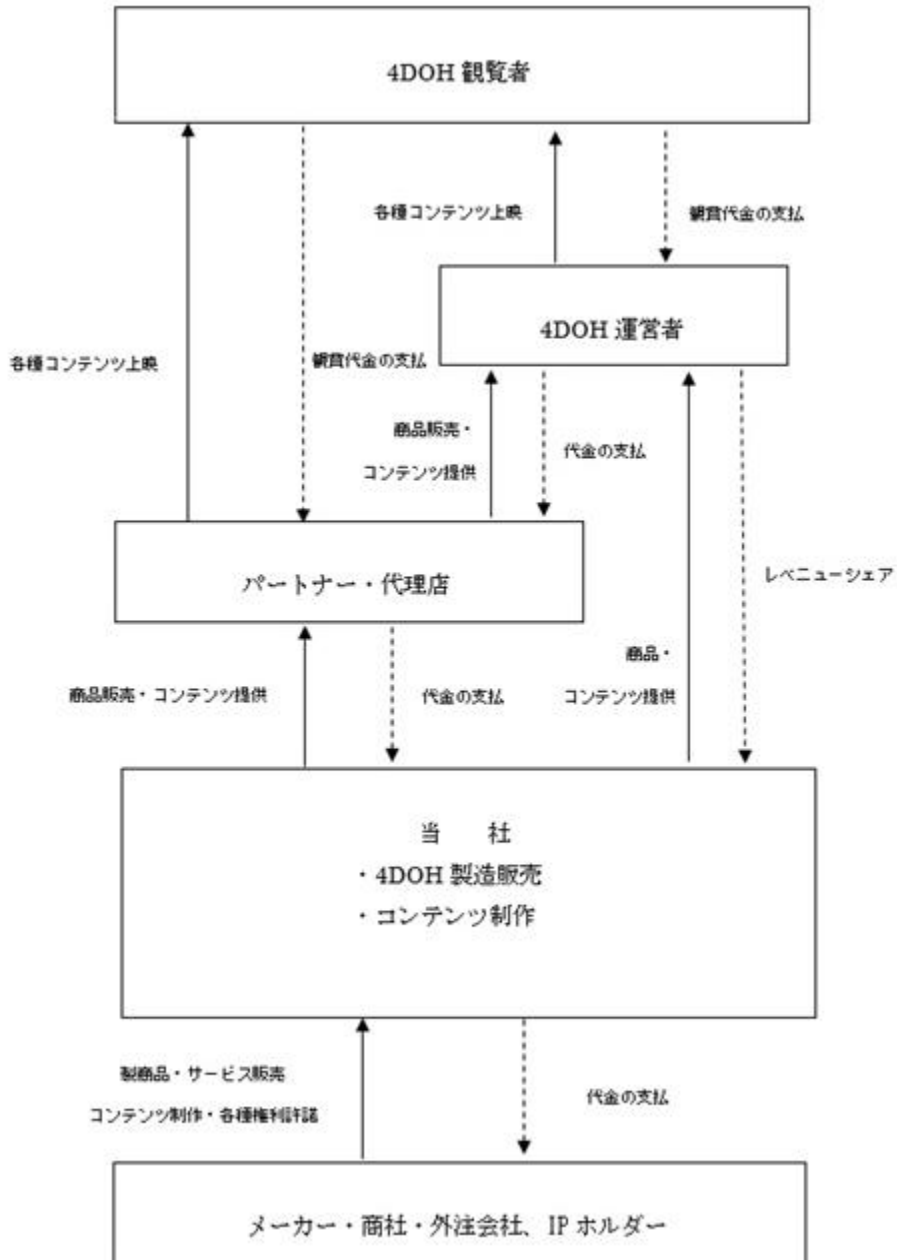 4DOH 観覧者
各種コンテンツ上映
観賞代金の支払
4DOH 運営者
各種コンテンツ上映
観賞代金の支払
商品販売・
コンテンツ提供
代金の支払
パートナー・代理店
レベニューシェア
商品販売・コンテンツ提供
代金の支払
商品・
コンテンツ提供
当 社
・4DOH 製造販売
・コンテンツ制作
製商品・サービス販売
コンテンツ制作・各種権利許諾
代金の支払
メーカー・商社・外注会社、IP ホルダー